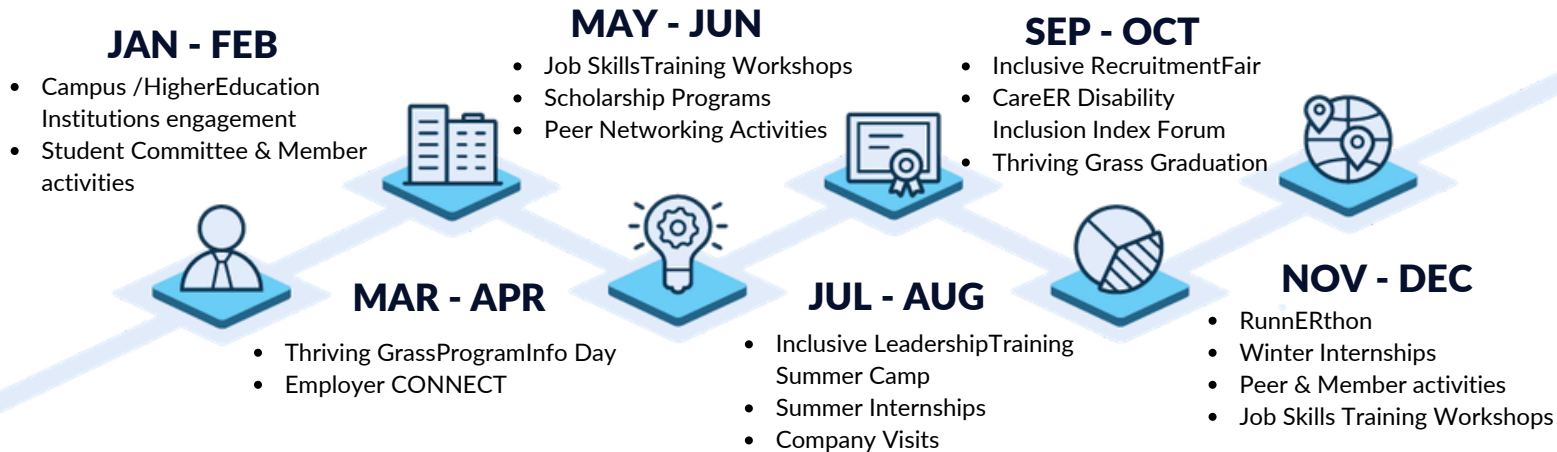 JAN - FEB
• Campus /HigherEducation
Institutions engagement
• Student Committee & Member
activities
MAR - APR
• Thriving GrassProgramInfo Day
• Employer CONNECT
MAY - JUN
• Job SkillsTraining Workshops
• Scholarship Programs
• Peer Networking Activities
JUL - AUG
• Inclusive LeadershipTraining
Summer Camp
• Summer Internships
• Company Visits
SEP - OCT
• Inclusive RecruitmentFair
• CareER Disability
Inclusion Index Forum
• Thriving Grass Graduation
NOV - DEC
• RunnERthon
• Winter Internships
• Peer & Member activities
• Job Skills Training Workshops